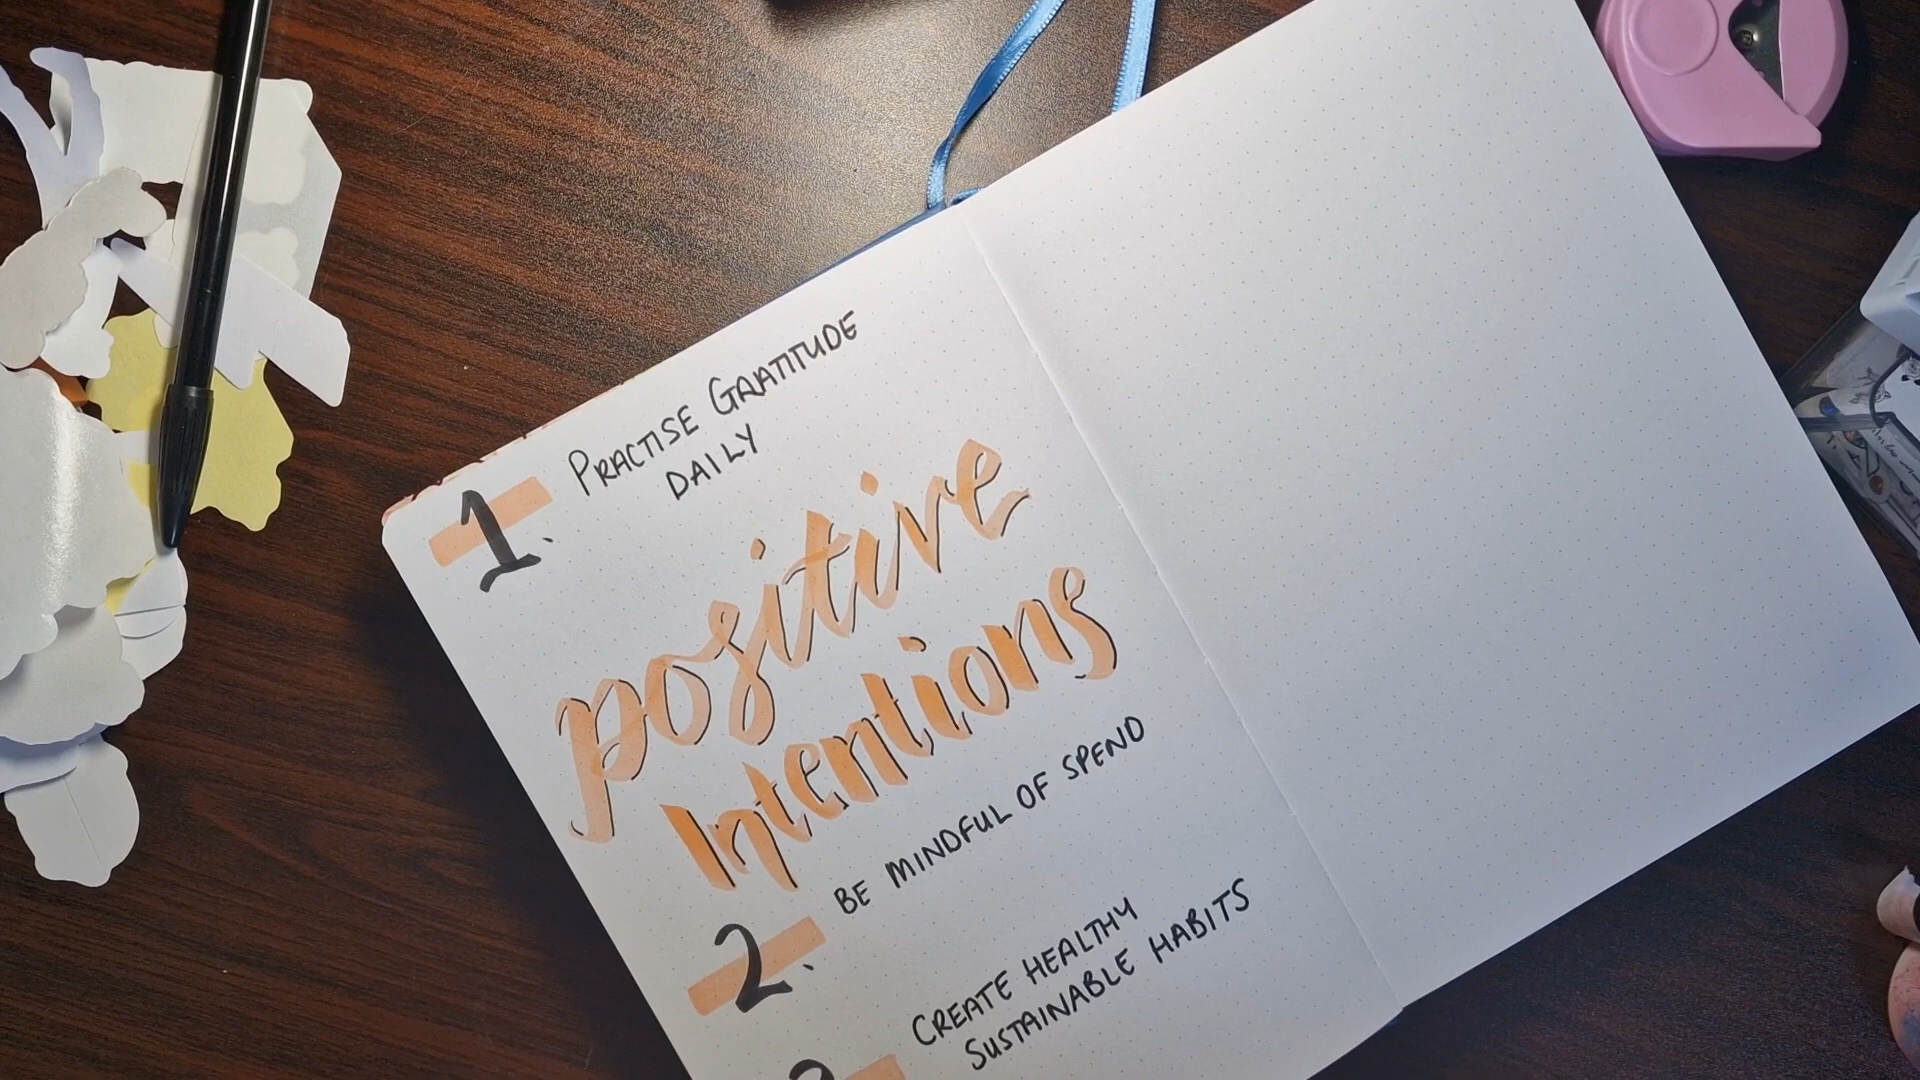 1. PRACTISE GRATITUDE
DAILY
positive
Intentions
2. BE MINDFUL OF SPEND
CREATE HEALTHY
SUSTAINABLE HABITS